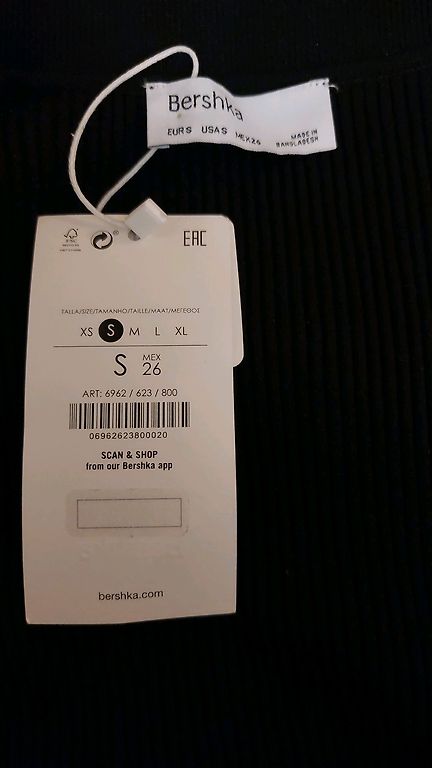 Bershka
EUR S USA S MEX 26 MADE IN
BANGLADESH
FSC
EAC
TALLA/SIZE/TAMANHO/TAILLE/MAAT/ΜΕΓΕΘΟΣ
XS S M L XL
S MEX
26
ART: 6962 / 623 / 800
06962623800020
SCAN & SHOP
from our Bershka app
bershka.com